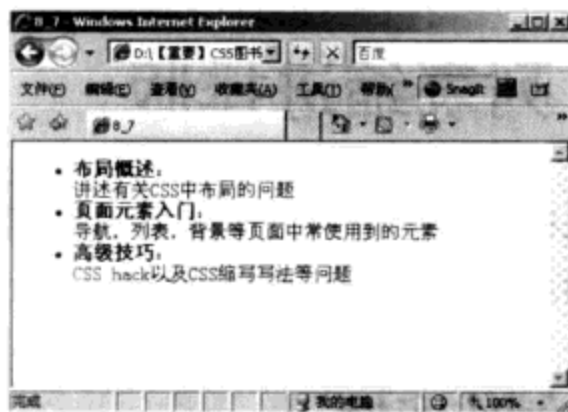 8_7 - Windows Internet Explorer
D:\【重要】CSS图书 百度
文件(F) 编辑(E) 查看(V) 收藏夹(A) 工具(T) 帮助( » SnagIt
8_7 »
• 布局概述:
讲述有关CSS中布局的问题
• 页面元素入门:
导航、列表、背景等页面中常使用到的元素
• 高级技巧:
CSS hack以及CSS缩写写法等问题
完成 我的电脑 100%